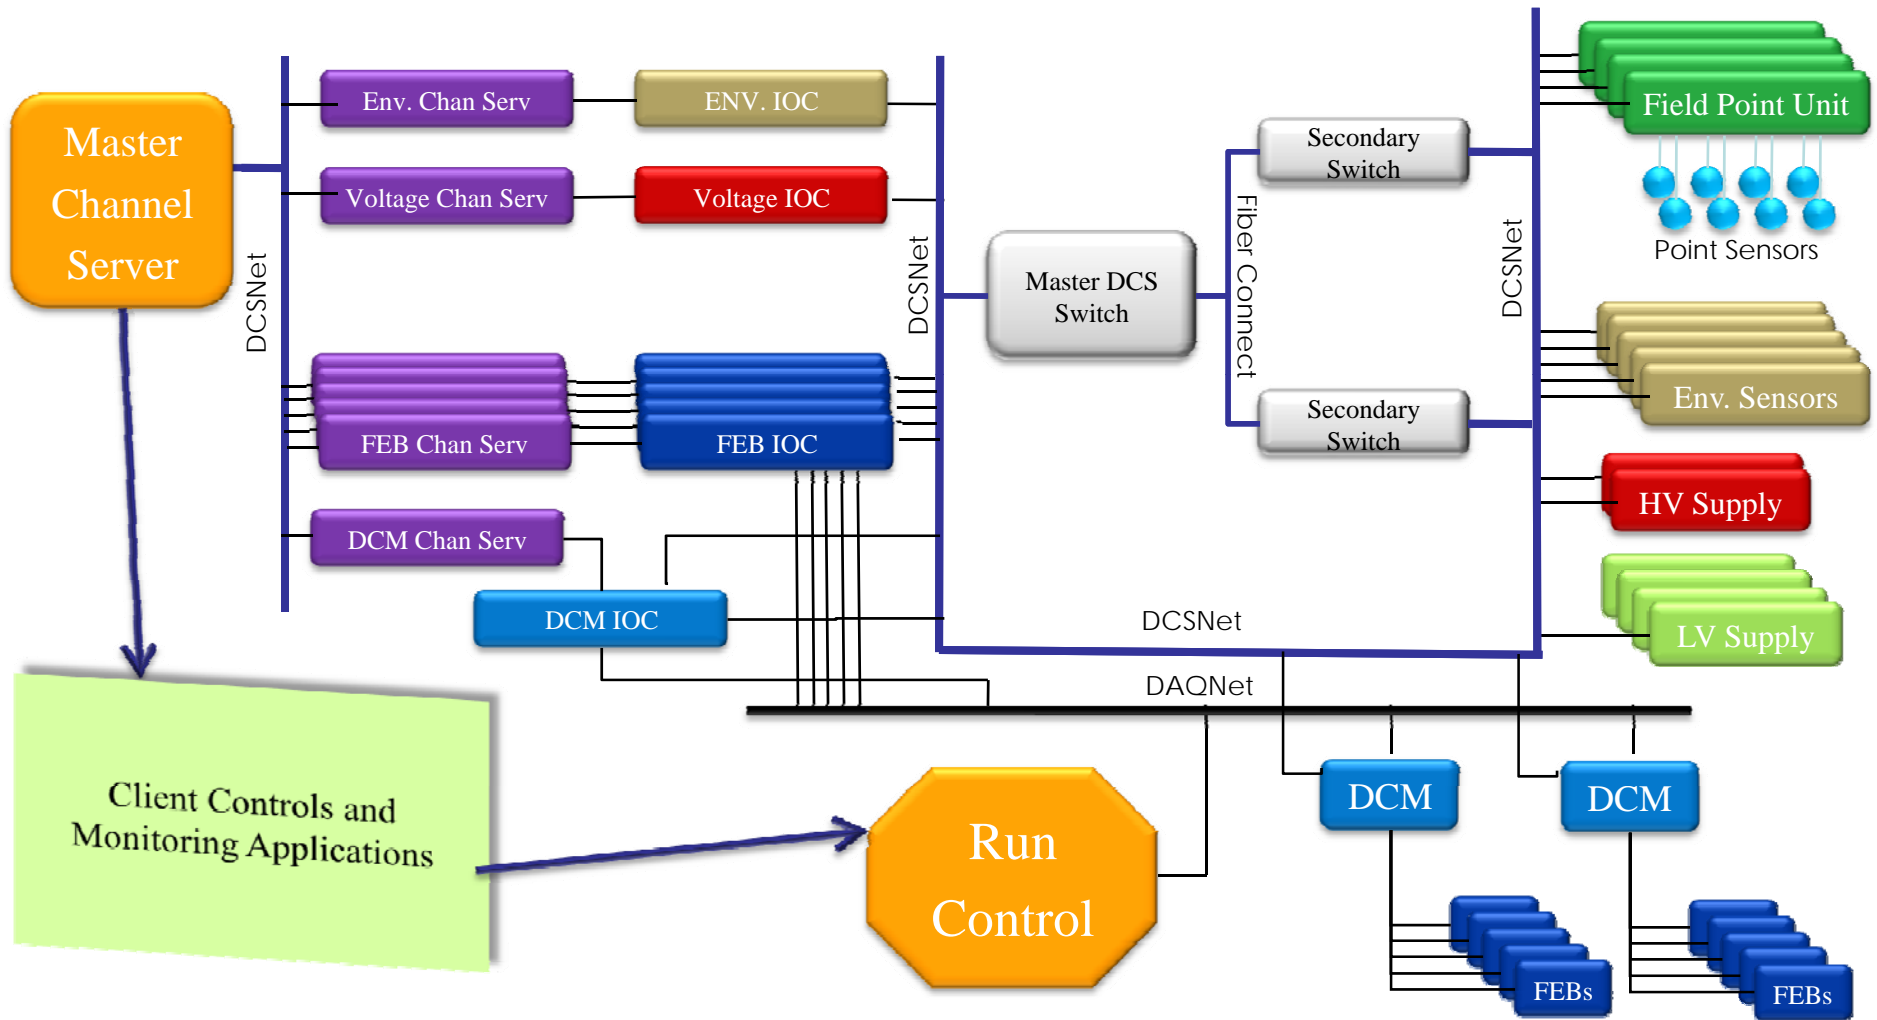 Master
Channel
Server
DCSNet
Env. Chan Serv
ENV. IOC
Voltage Chan Serv
Voltage IOC
FEB Chan Serv
FEB IOC
DCM Chan Serv
DCM IOC
DCSNet
Master DCS
Switch
Fiber Connect
Secondary
Switch
Secondary
Switch
DCSNet
Field Point Unit
Point Sensors
Env. Sensors
HV Supply
LV Supply
DCSNet
DAQNet
Client Controls and
Monitoring Applications
Run
Control
DCM
DCM
FEBs
FEBs